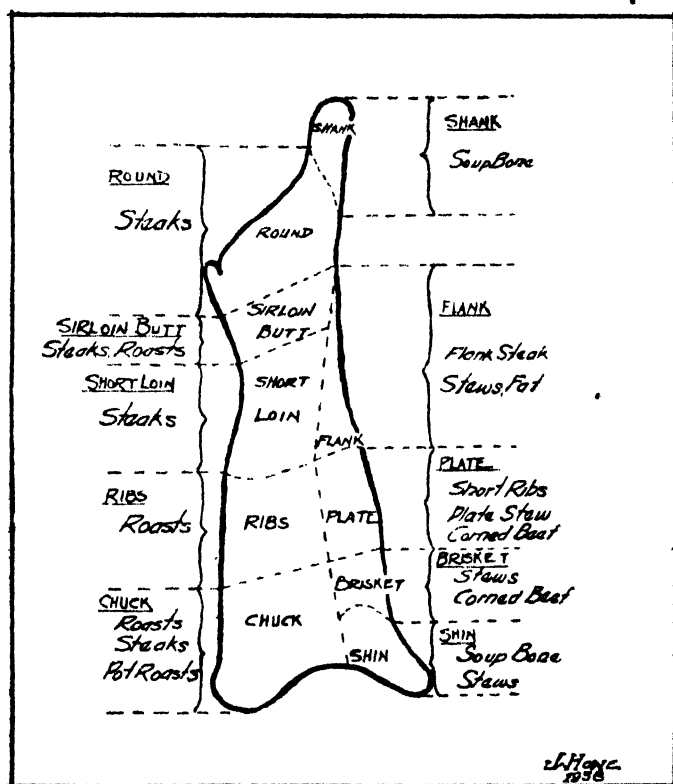 ROUND
Steaks
SIRLOIN BUTT
Steaks, Roasts
SHORT LOIN
Steaks
RIBS
Roasts
CHUCK
Roasts
Steaks
Pot Roasts
SHANK
ROUND
SIRLOIN
BUTT
SHORT
LOIN
FLANK
RIBS
PLATE
BRISKET
CHUCK
SHIN
SHANK
Soup Bone
FLANK
Flank Steak
Stews, Fat
PLATE
Short Ribs
Plate Stew
Corned Beef
BRISKET
Stews
Corned Beef
SHIN
Soup Bone
Stews